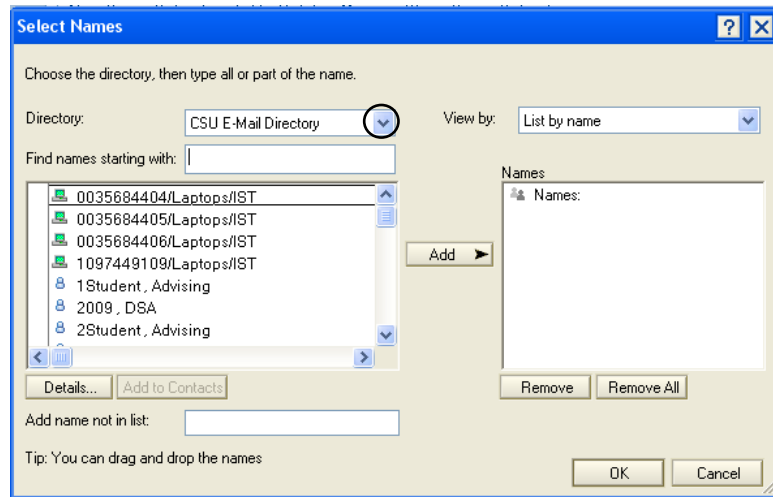 Select Names
Choose the directory, then type all or part of the name.
Directory: CSU E-Mail Directory View by: List by name
Find names starting with:
Names
0035684404/Laptops/IST
Names:
0035684405/Laptops/IST
0035684406/Laptops/IST
1097449109/Laptops/IST
Add
1Student , Advising
2009 , DSA
2Student , Advising
Details... Add to Contacts Remove Remove All
Add name not in list:
Tip: You can drag and drop the names
OK Cancel